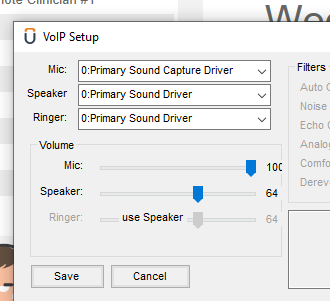 note Clinician #1
Wee
VoIP Setup
Mic: 0:Primary Sound Capture Driver
Speaker 0:Primary Sound Driver
Ringer: 0:Primary Sound Driver
Filters
Auto
Noise
Echo
Analog
Comfo
Derev
Volume
Mic: 100
Speaker: 64
Ringer: use Speaker 64
Save Cancel